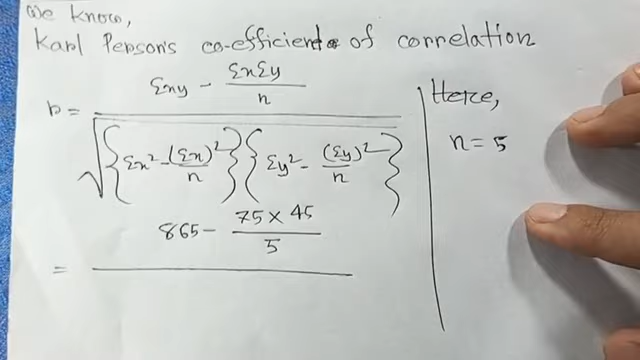 We know,
Karl Person's co-efficient of correlation
r = (Σxy - ΣxΣy/n) / √({Σx² - (Σx)²/n}{Σy² - (Σy)²/n})
= 865 - (75 × 45)/5
Here,
n = 5